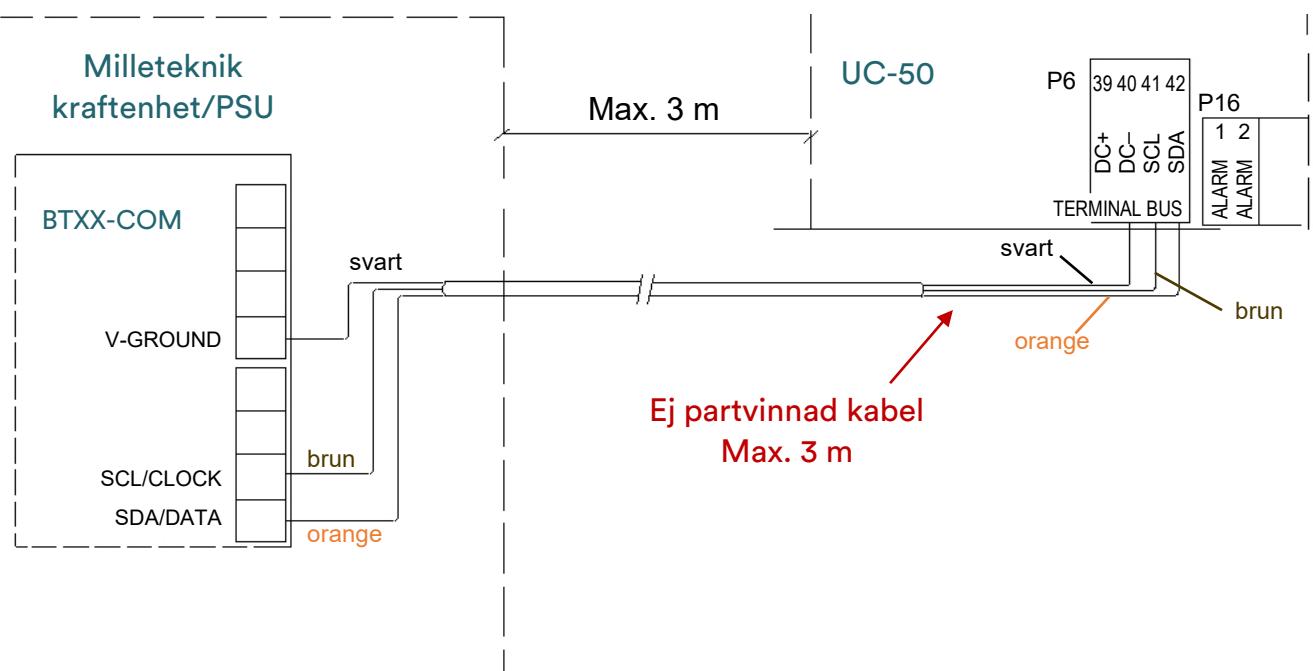 Milleteknik
kraftenhet/PSU
UC-50
Max. 3 m
P6
39 40 41 42
P16
1 2
DC+
DC–
SCL
SDA
ALARM
ALARM
TERMINAL BUS
BTXX-COM
svart
svart
brun
orange
V-GROUND
Ej partvinnad kabel
Max. 3 m
brun
SCL/CLOCK
SDA/DATA
orange